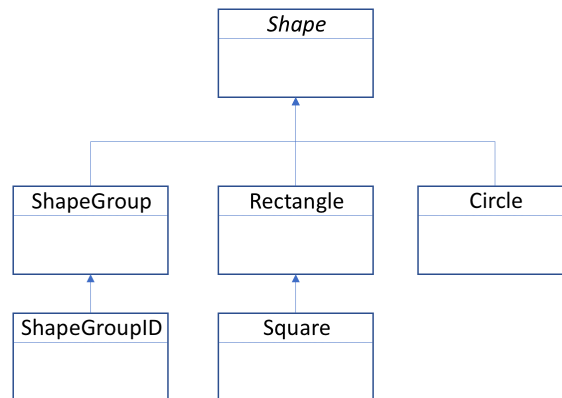 Shape
ShapeGroup
Rectangle
Circle
ShapeGroupID
Square